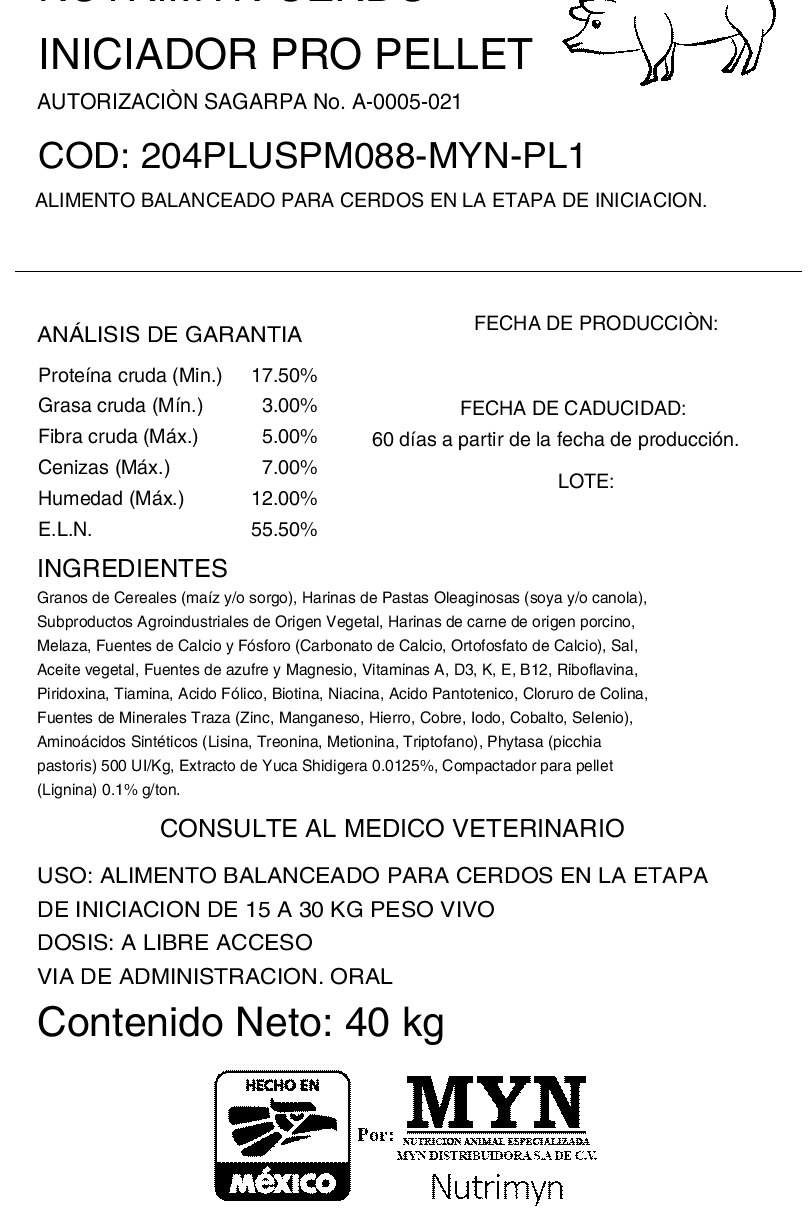 INICIADOR PRO PELLET
AUTORIZACIÒN SAGARPA No. A-0005-021
COD: 204PLUSPM088-MYN-PL1
ALIMENTO BALANCEADO PARA CERDOS EN LA ETAPA DE INICIACION.
ANÁLISIS DE GARANTIA
Proteína cruda (Min.) 17.50%
Grasa cruda (Mín.) 3.00%
Fibra cruda (Máx.) 5.00%
Cenizas (Máx.) 7.00%
Humedad (Máx.) 12.00%
E.L.N. 55.50%
FECHA DE PRODUCCIÒN:
FECHA DE CADUCIDAD:
60 días a partir de la fecha de producción.
LOTE:
INGREDIENTES
Granos de Cereales (maíz y/o sorgo), Harinas de Pastas Oleaginosas (soya y/o canola),
Subproductos Agroindustriales de Origen Vegetal, Harinas de carne de origen porcino,
Melaza, Fuentes de Calcio y Fósforo (Carbonato de Calcio, Ortofosfato de Calcio), Sal,
Aceite vegetal, Fuentes de azufre y Magnesio, Vitaminas A, D3, K, E, B12, Riboflavina,
Piridoxina, Tiamina, Acido Fólico, Biotina, Niacina, Acido Pantotenico, Cloruro de Colina,
Fuentes de Minerales Traza (Zinc, Manganeso, Hierro, Cobre, Iodo, Cobalto, Selenio),
Aminoácidos Sintéticos (Lisina, Treonina, Metionina, Triptofano), Phytasa (picchia
pastoris) 500 UI/Kg, Extracto de Yuca Shidigera 0.0125%, Compactador para pellet
(Lignina) 0.1% g/ton.
CONSULTE AL MEDICO VETERINARIO
USO: ALIMENTO BALANCEADO PARA CERDOS EN LA ETAPA
DE INICIACION DE 15 A 30 KG PESO VIVO
DOSIS: A LIBRE ACCESO
VIA DE ADMINISTRACION. ORAL
Contenido Neto: 40 kg
HECHO EN
MéXICO
Por:
MYN
NUTRICION ANIMAL ESPECIALIZADA
MYN DISTRIBUIDORA S.A DE C.V.
Nutrimyn